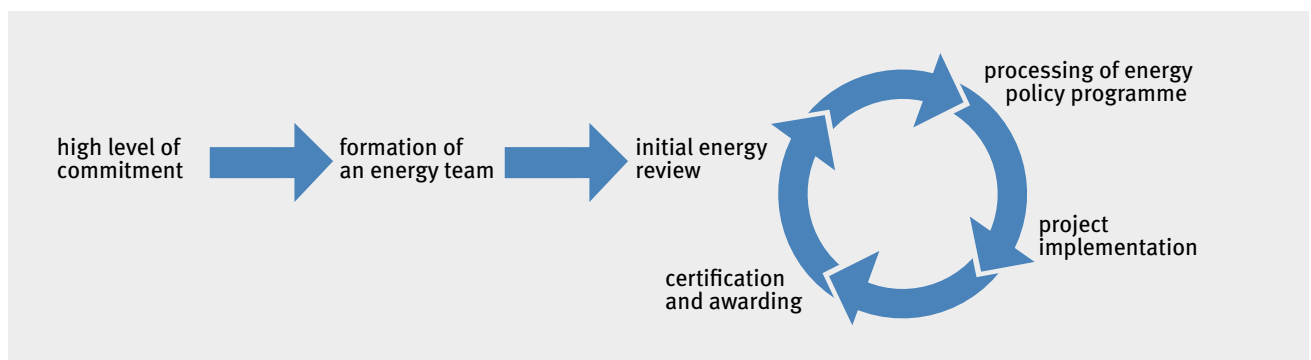 high level of
commitment
formation of
an energy team
initial energy
review
processing of energy
policy programme
project
implementation
certification
and awarding